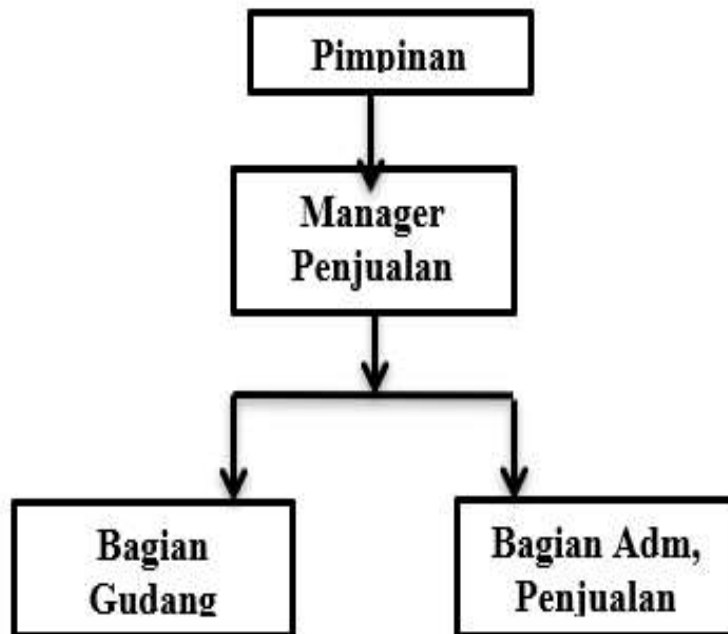 Pimpinan
Manager
Penjualan
Bagian
Gudang
Bagian Adm,
Penjualan